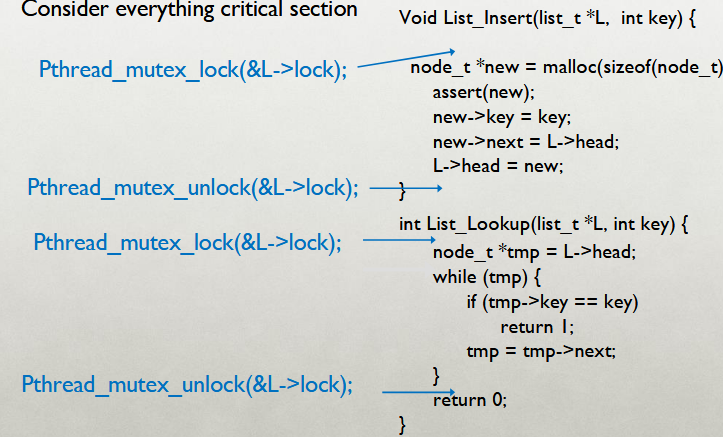 Consider everything critical section
Void List_Insert(list_t *L, int key) {
Pthread_mutex_lock(&L->lock);
node_t *new = malloc(sizeof(node_t)
assert(new);
new->key = key;
new->next = L->head;
L->head = new;
Pthread_mutex_unlock(&L->lock);
}
int List_Lookup(list_t *L, int key) {
Pthread_mutex_lock(&L->lock);
node_t *tmp = L->head;
while (tmp) {
if (tmp->key == key)
return 1;
tmp = tmp->next;
}
Pthread_mutex_unlock(&L->lock);
return 0;
}